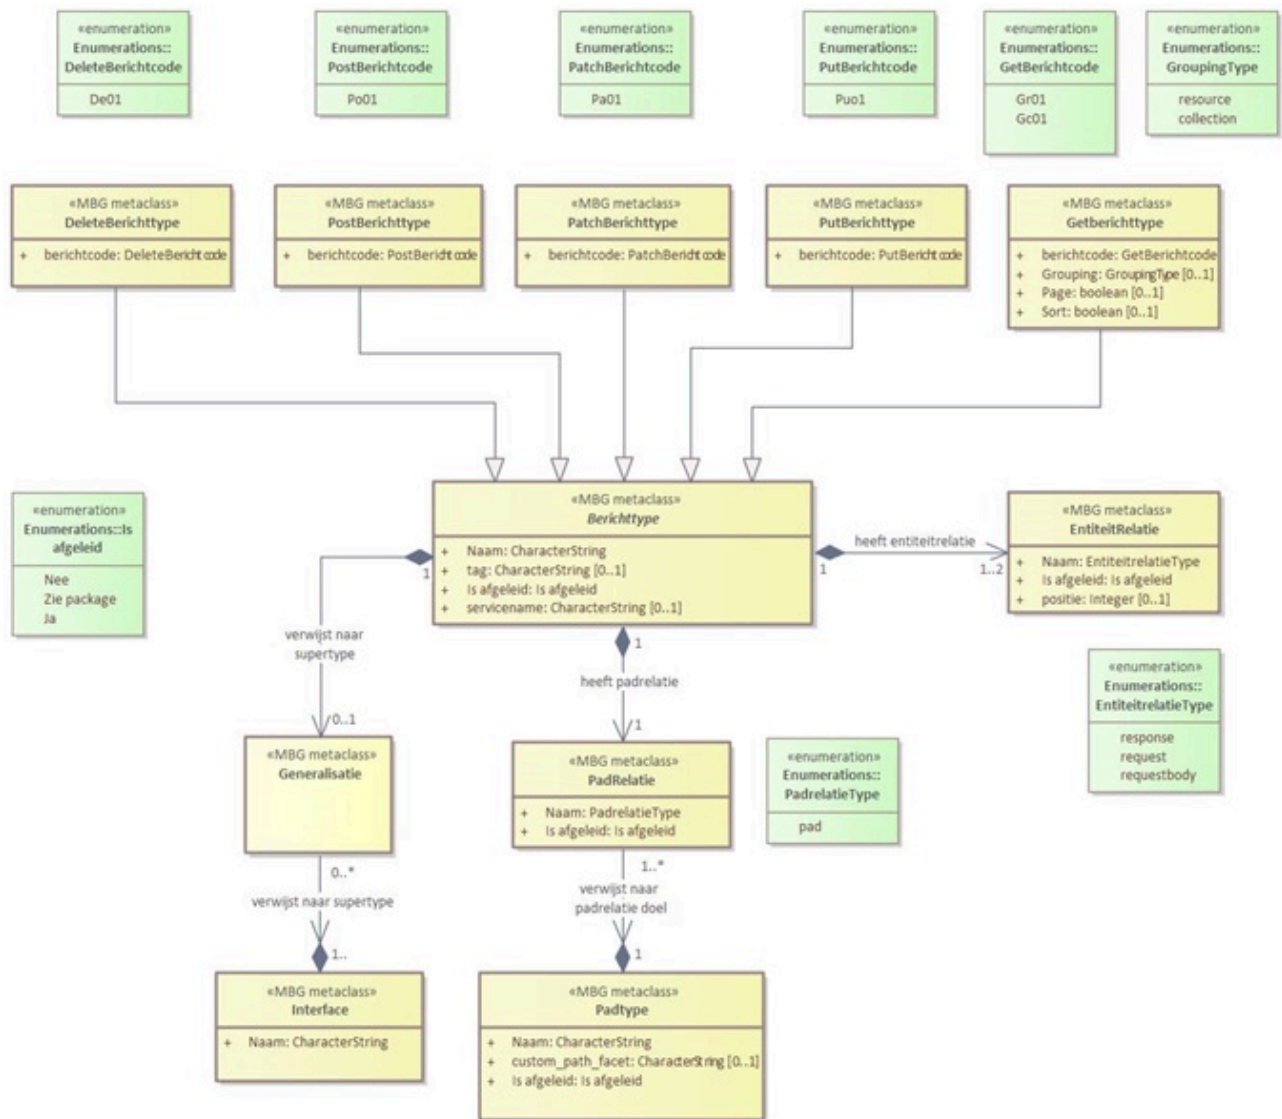 «enumeration»
Enumerations::
DeleteBerichtcode
De01
«enumeration»
Enumerations::
PostBerichtcode
Po01
«enumeration»
Enumerations::
PatchBerichtcode
Pa01
«enumeration»
Enumerations::
PutBerichtcode
Puo1
«enumeration»
Enumerations::
GetBerichtcode
Gr01
Gc01
«enumeration»
Enumerations::
GroupingType
resource
collection
«MBG metaclass»
DeleteBerichttype
+ berichtcode: DeleteBerichtcode
«MBG metaclass»
PostBerichttype
+ berichtcode: PostBerichtcode
«MBG metaclass»
PatchBerichttype
+ berichtcode: PatchBerichtcode
«MBG metaclass»
PutBerichttype
+ berichtcode: PutBerichtcode
«MBG metaclass»
Getberichttype
+ berichtcode: GetBerichtcode
+ Grouping: GroupingType [0..1]
+ Page: boolean [0..1]
+ Sort: boolean [0..1]
«enumeration»
Enumerations::Is
afgeleid
Nee
Zie package
Ja
«MBG metaclass»
Berichttype
+ Naam: CharacterString
+ tag: CharacterString [0..1]
+ Is afgeleid: Is afgeleid
+ servicename: CharacterString [0..1]
1
heeft entiteitrelatie
1..2
«MBG metaclass»
EntiteitRelatie
+ Naam: EntiteitrelatieType
+ Is afgeleid: Is afgeleid
+ positie: Integer [0..1]
1
verwijst naar
supertype
0..1
1
heeft padrelatie
1
«enumeration»
Enumerations::
EntiteitrelatieType
response
request
requestbody
«MBG metaclass»
Generalisatie
«MBG metaclass»
PadRelatie
+ Naam: PadrelatieType
+ Is afgeleid: Is afgeleid
«enumeration»
Enumerations::
PadrelatieType
pad
0..*
verwijst naar supertype
1..
1..*
verwijst naar
padrelatie doel
1
«MBG metaclass»
Interface
+ Naam: CharacterString
«MBG metaclass»
Padtype
+ Naam: CharacterString
+ custom_path_facet: CharacterString [0..1]
+ Is afgeleid: Is afgeleid